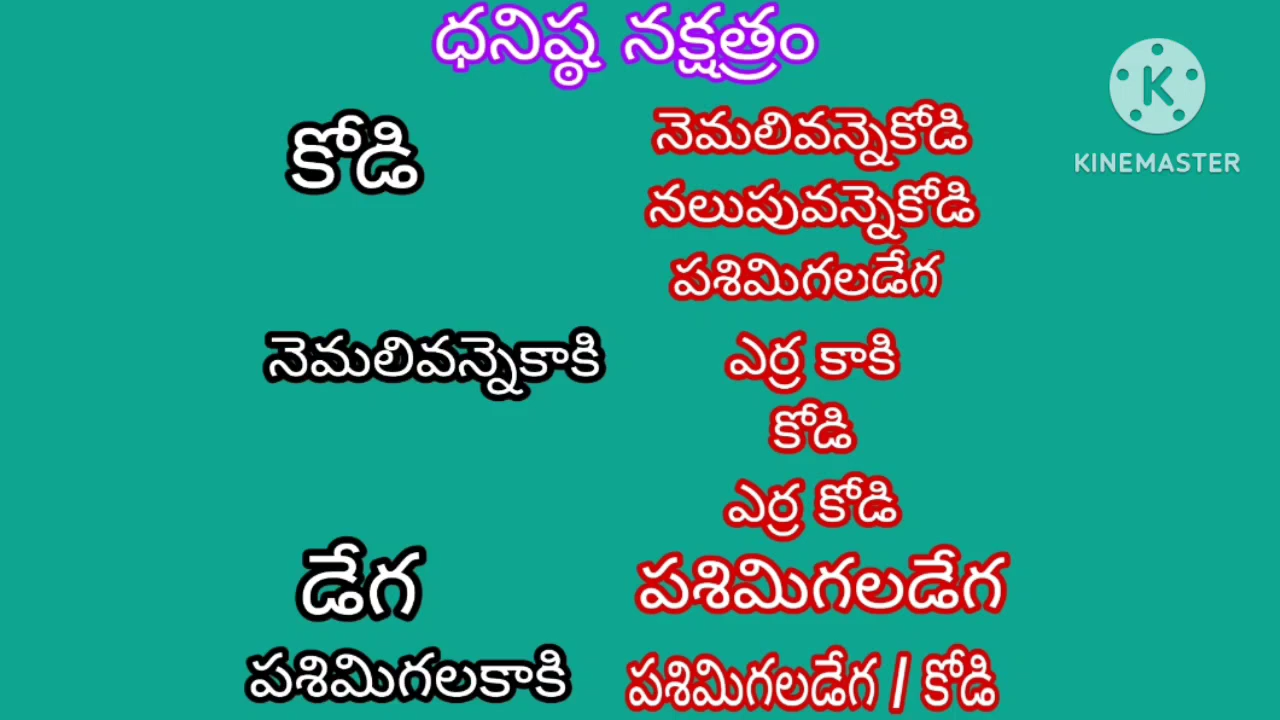 ధనిష్ఠ నక్షత్రం
KINEMASTER
కోడి
నెమలివన్నెకోడి
నలుపువన్నెకోడి
పశిమిగలడేగ
నెమలివన్నెకాకి
ఎర్ర కాకి
కోడి
ఎర్ర కోడి
డేగ
పశిమిగలడేగ
పశిమిగలకాకి
పశిమిగలడేగ / కోడి